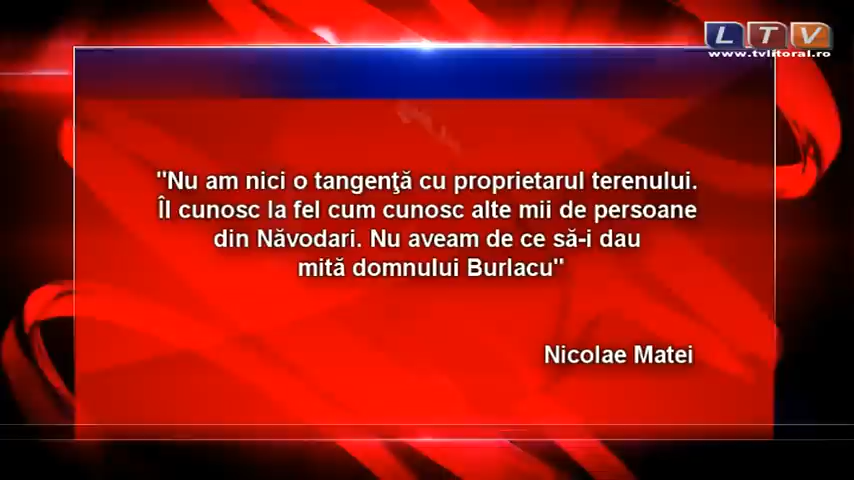 LTV
www.tvlitoral.ro
"Nu am nici o tangenţă cu proprietarul terenului.
Îl cunosc la fel cum cunosc alte mii de persoane
din Năvodari. Nu aveam de ce să-i dau
mită domnului Burlacu"
Nicolae Matei